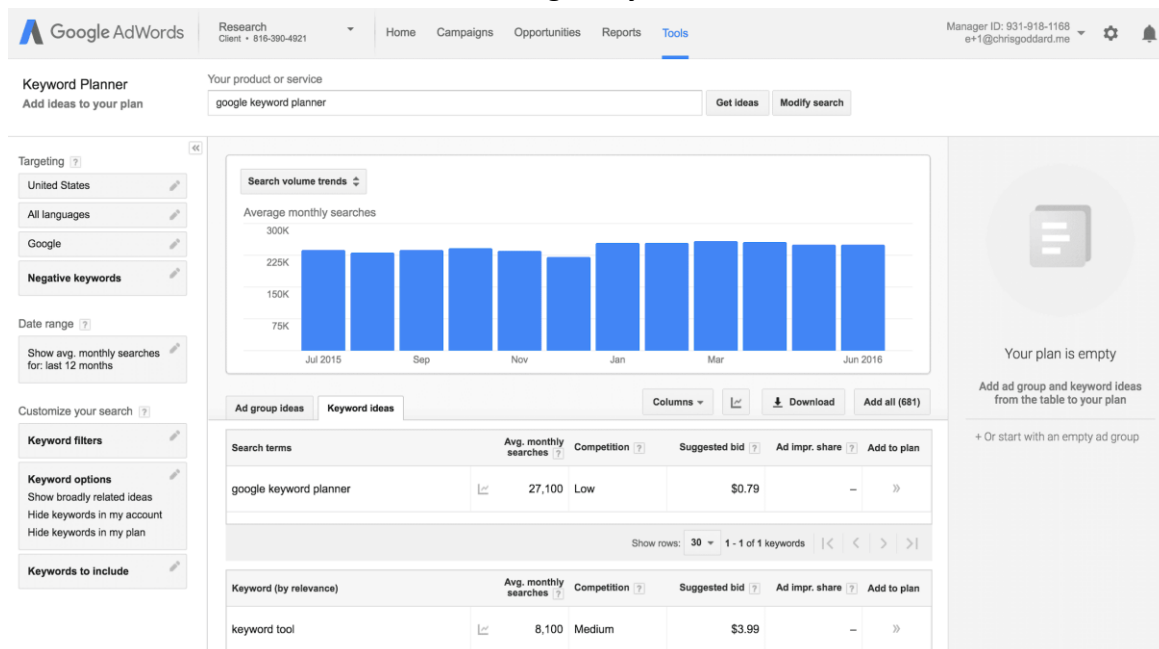 Google AdWords
Research
Client • 816-390-4921
Home Campaigns Opportunities Reports Tools
Manager ID: 931-918-1168
e+1@chrisgoddard.me
Keyword Planner
Add ideas to your plan
Your product or service
google keyword planner
Get ideas
Modify search
Targeting ?
United States
All languages
Google
Negative keywords
Date range ?
Show avg. monthly searches
for: last 12 months
Customize your search ?
Keyword filters
Keyword options
Show broadly related ideas
Hide keywords in my account
Hide keywords in my plan
Keywords to include
Search volume trends
Average monthly searches
300K
225K
150K
75K
Jul 2015 Sep Nov Jan Mar Jun 2016
Ad group ideas Keyword ideas
Columns
Download
Add all (681)
Search terms Avg. monthly searches ? Competition ? Suggested bid ? Ad impr. share ? Add to plan
google keyword planner 27,100 Low $0.79 – »
Show rows: 30 1 - 1 of 1 keywords |< < > >|
Keyword (by relevance) Avg. monthly searches ? Competition ? Suggested bid ? Ad impr. share ? Add to plan
keyword tool 8,100 Medium $3.99 – »
Your plan is empty
Add ad group and keyword ideas
from the table to your plan
+ Or start with an empty ad group